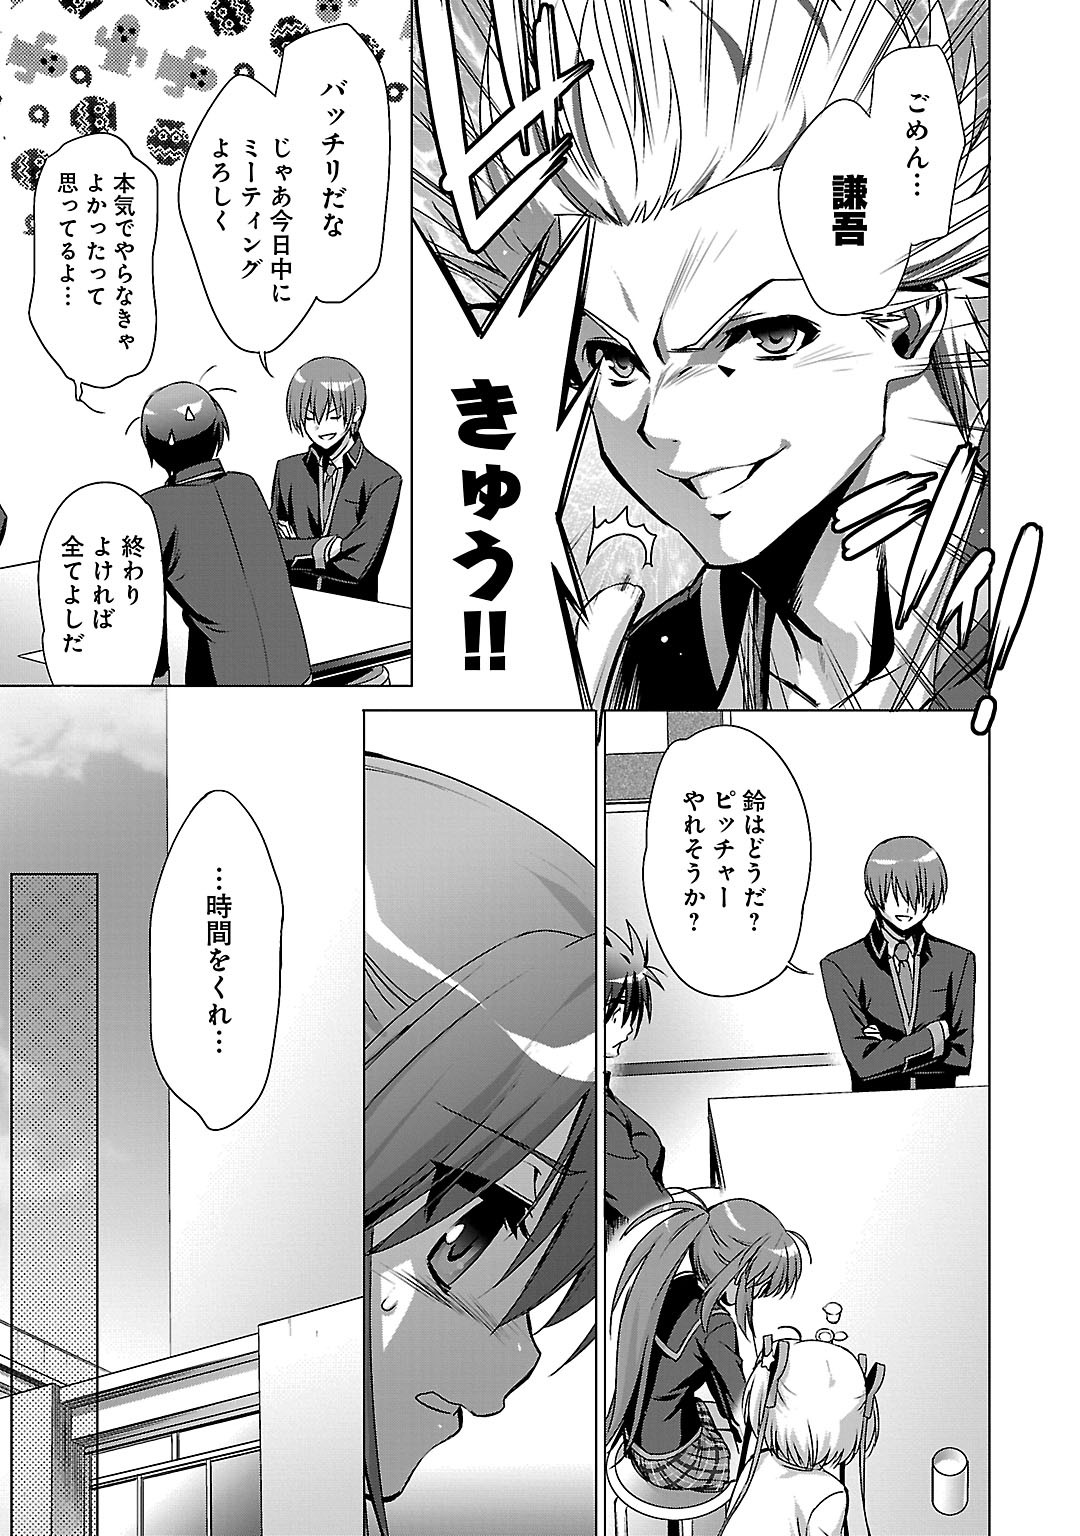 ごめん…
謙吾
きゅう!!
バッチリだな
じゃあ今日中に
ミーティング
よろしく
本気でやらなきゃ
よかったって
思ってるよ…
終わり
よければ
全てよしだ
鈴はどうだ?
ピッチャー
やれそうか?
…時間をくれ…